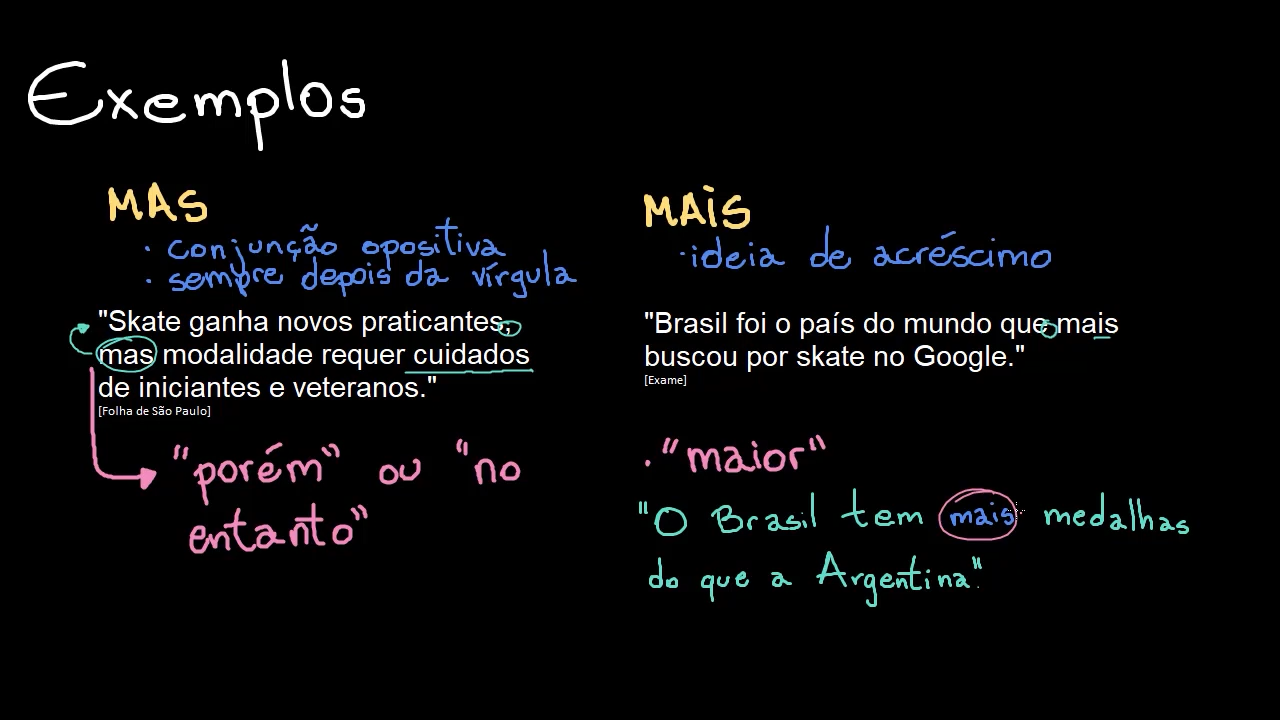 Exemplos
MAS
· conjunção opositiva
· sempre depois da vírgula
"Skate ganha novos praticantes,
mas modalidade requer cuidados
de iniciantes e veteranos."
[Folha de São Paulo]
"porém" ou "no
entanto"
MAiS
· ideia de acréscimo
"Brasil foi o país do mundo que mais
buscou por skate no Google."
[Exame]
. "maior"
"O Brasil tem mais medalhas
do que a Argentina".